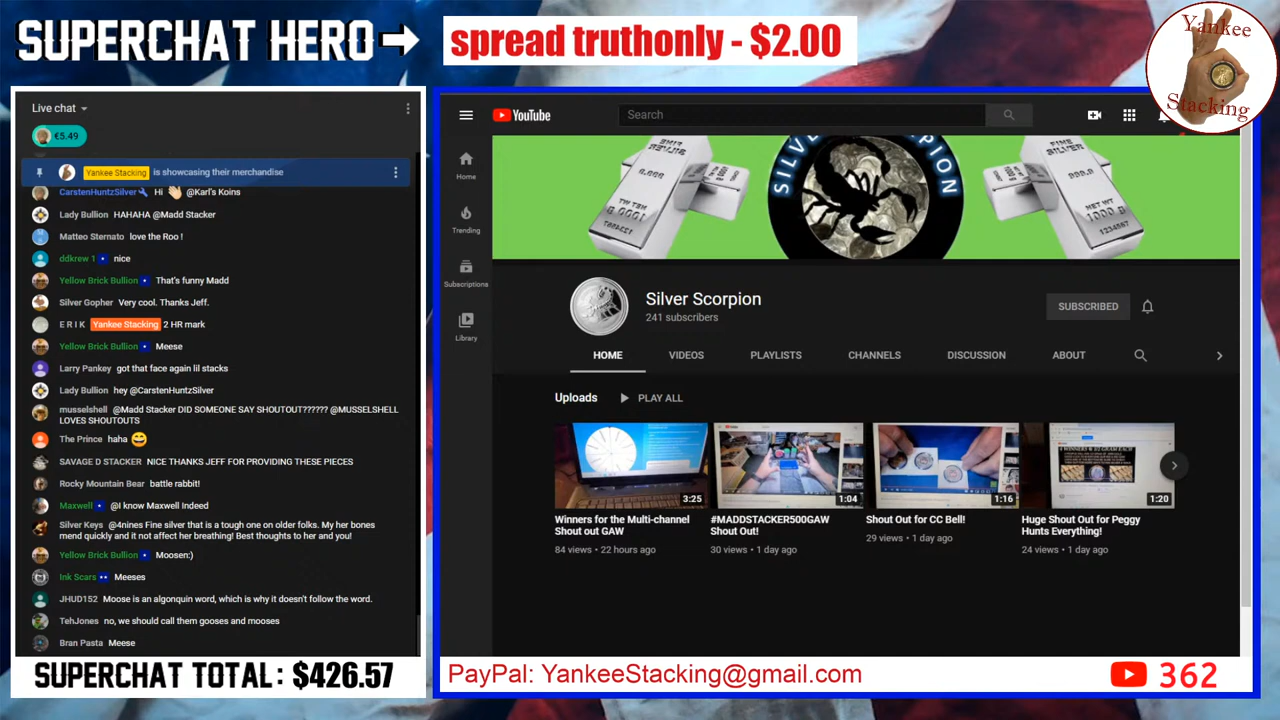 SUPERCHAT HERO
spread truthonly - $2.00
Yankee
Stacking
Live chat
€5.49
Yankee Stacking is showcasing their merchandise
CarstenHuntzSilver Hi 👋 @Karl's Koins
Lady Bullion HAHAHA @Madd Stacker
Matteo Sternato love the Roo !
ddkrew 1 nice
Yellow Brick Bullion That's funny Madd
Silver Gopher Very cool. Thanks Jeff.
E R I K Yankee Stacking 2 HR mark
Yellow Brick Bullion Meese
Larry Pankey got that face again lil stacks
Lady Bullion hey @CarstenHuntzSilver
musselshell @Madd Stacker DID SOMEONE SAY SHOUTOUT?????? @MUSSELSHELL
LOVES SHOUTOUTS
The Prince haha 😄
SAVAGE D STACKER NICE THANKS JEFF FOR PROVIDING THESE PIECES
Rocky Mountain Bear battle rabbit!
Maxwell @I know Maxwell Indeed
Silver Keys @4nines Fine silver that is a tough one on older folks. My her bones
mend quickly and it not affect her breathing! Best thoughts to her and you!
Yellow Brick Bullion Moosen:)
Ink Scars Meeses
JHUD152 Moose is an algonquin word, which is why it doesn't follow the word.
TehJones no, we should call them gooses and mooses
Bran Pasta Meese
SUPERCHAT TOTAL: $426.57
YouTube
Search
Home
Trending
Subscriptions
Library
FINE
SILVER
999.0
NET WT
1000 G
1234567
Silver Scorpion
241 subscribers
SUBSCRIBED
HOME
VIDEOS
PLAYLISTS
CHANNELS
DISCUSSION
ABOUT
Uploads
PLAY ALL
3:25
1:04
1:16
1:20
Winners for the Multi-channel
Shout out GAW
84 views • 22 hours ago
#MADDSTACKER500GAW
Shout Out!
30 views • 1 day ago
Shout Out for CC Bell!
29 views • 1 day ago
Huge Shout Out for Peggy
Hunts Everything!
24 views • 1 day ago
PayPal: YankeeStacking@gmail.com
362